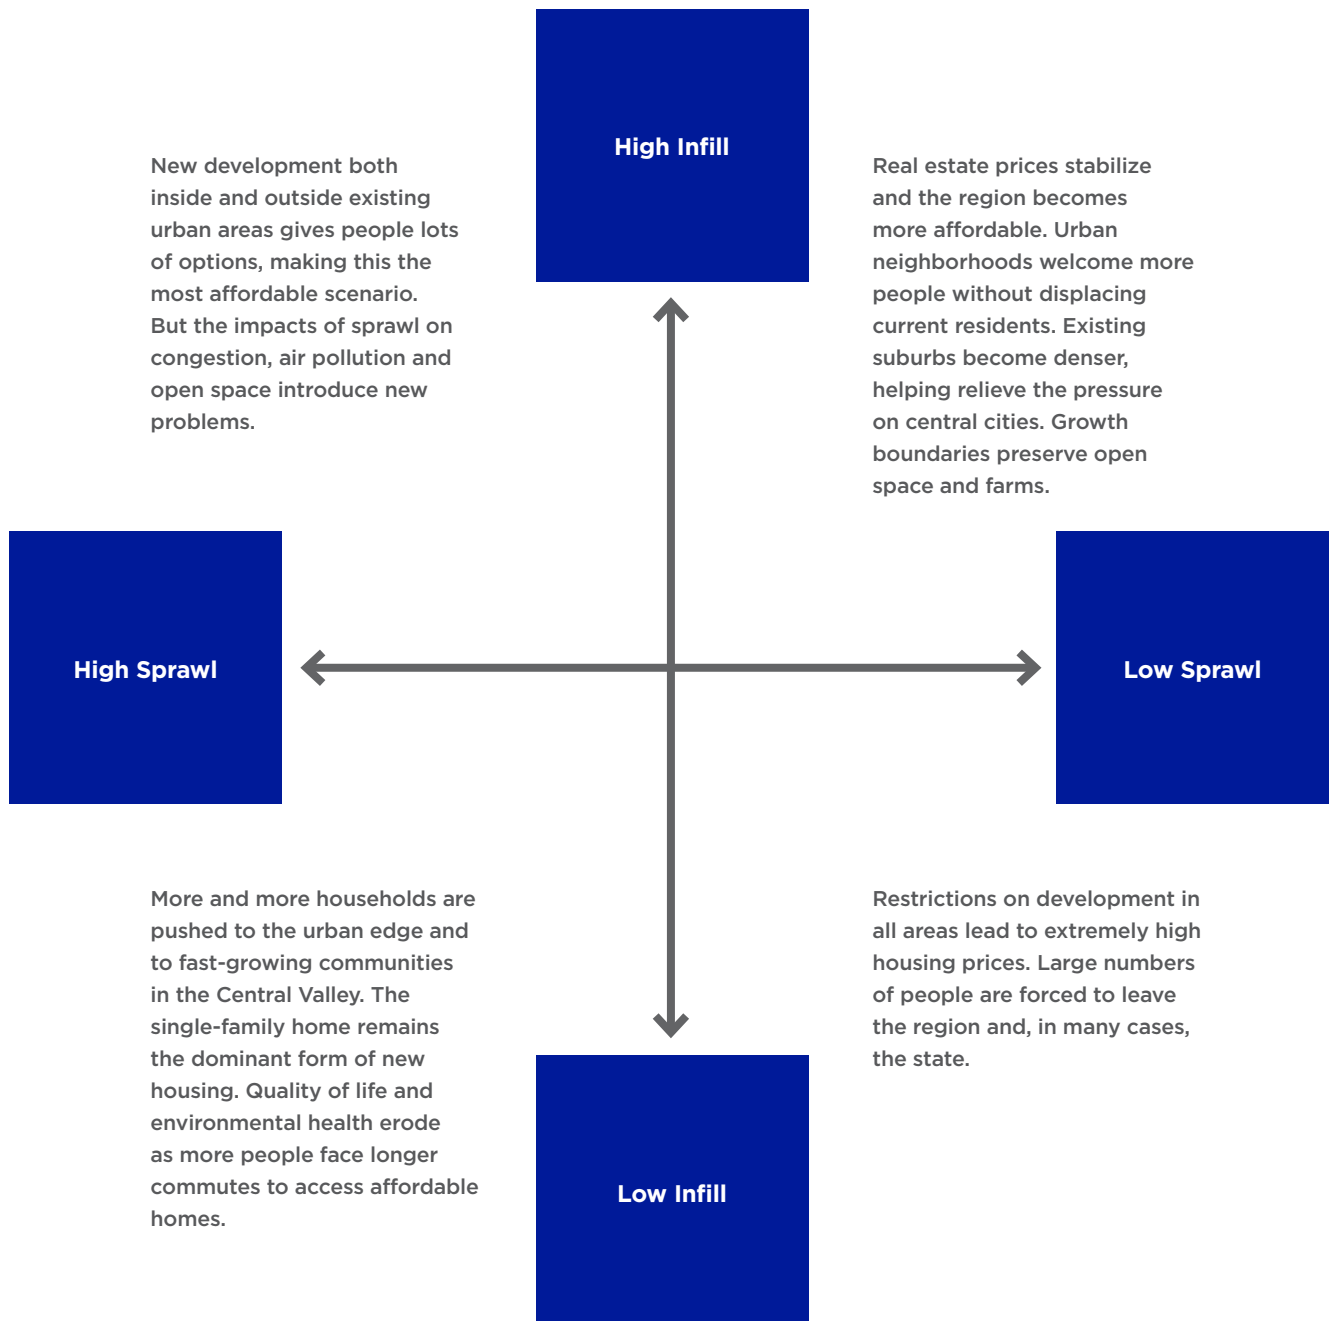 High Infill
New development both
inside and outside existing
urban areas gives people lots
of options, making this the
most affordable scenario.
But the impacts of sprawl on
congestion, air pollution and
open space introduce new
problems.
Real estate prices stabilize
and the region becomes
more affordable. Urban
neighborhoods welcome more
people without displacing
current residents. Existing
suburbs become denser,
helping relieve the pressure
on central cities. Growth
boundaries preserve open
space and farms.
High Sprawl
Low Sprawl
More and more households are
pushed to the urban edge and
to fast-growing communities
in the Central Valley. The
single-family home remains
the dominant form of new
housing. Quality of life and
environmental health erode
as more people face longer
commutes to access affordable
homes.
Restrictions on development in
all areas lead to extremely high
housing prices. Large numbers
of people are forced to leave
the region and, in many cases,
the state.
Low Infill